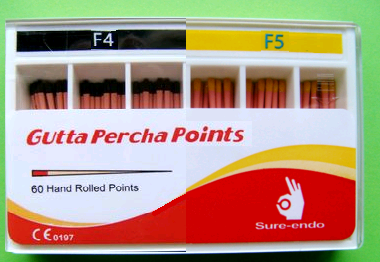 F4 F5
Gutta Percha Points
60 Hand Rolled Points
Sure-endo
CE 0197